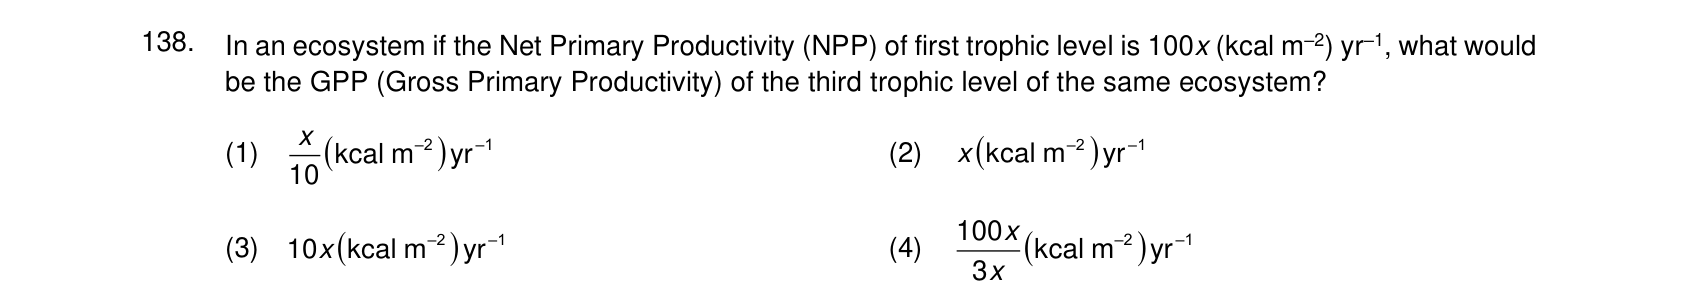 138. In an ecosystem if the Net Primary Productivity (NPP) of first trophic level is 100x (kcal m⁻²) yr⁻¹, what would
be the GPP (Gross Primary Productivity) of the third trophic level of the same ecosystem?
(1) x/10 (kcal m⁻²) yr⁻¹ (2) x(kcal m⁻²) yr⁻¹
(3) 10x(kcal m⁻²) yr⁻¹ (4) 100x/3x (kcal m⁻²) yr⁻¹